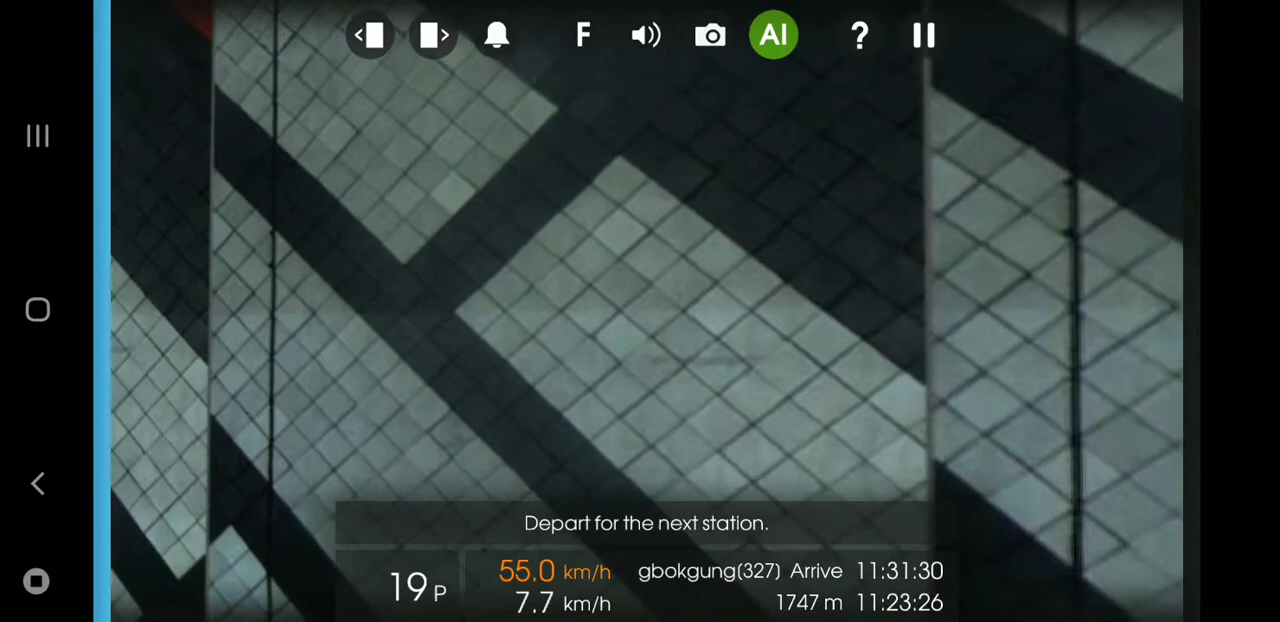 F AI ?
Depart for the next station.
19 P
55.0 km/h gbokgung(327) Arrive 11:31:30
7.7 km/h 1747 m 11:23:26